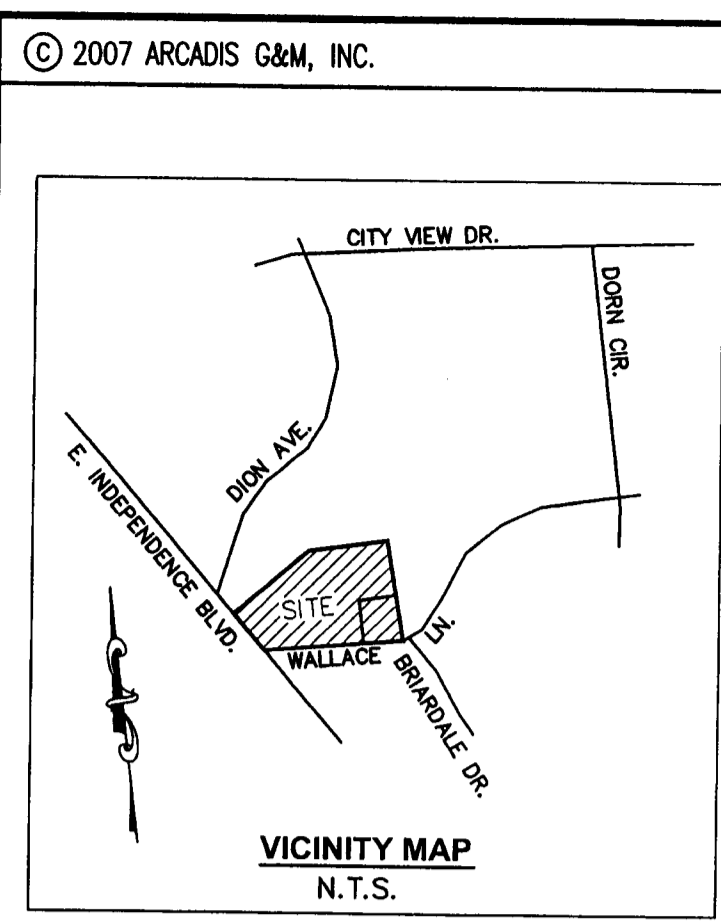 © 2007 ARCADIS G&M, INC.
CITY VIEW DR.
DORN CIR.
DION AVE.
E. INDEPENDENCE BLVD.
SITE
WALLACE LN.
BRIARDALE DR.
VICINITY MAP
N.T.S.